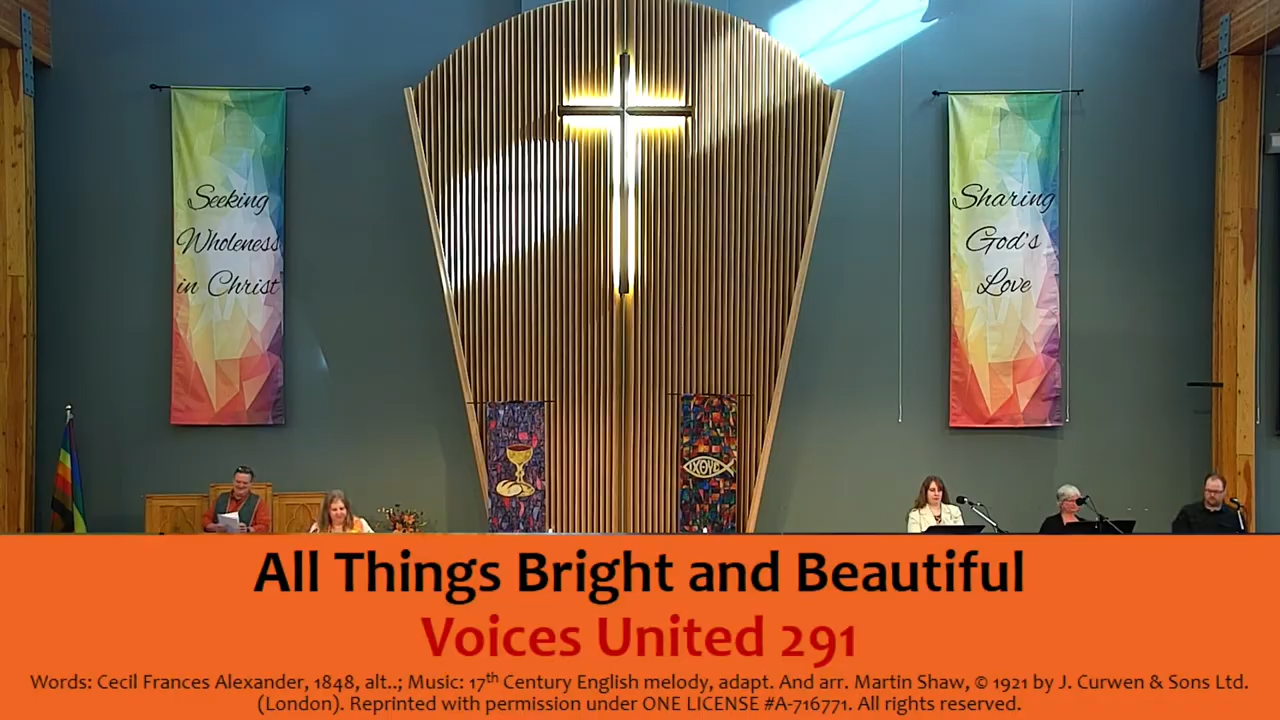 Seeking
Wholeness
in Christ
Sharing
God's
Love
ΙΧΘΥΣ
All Things Bright and Beautiful
Voices United 291
Words: Cecil Frances Alexander, 1848, alt..; Music: 17th Century English melody, adapt. And arr. Martin Shaw, © 1921 by J. Curwen & Sons Ltd.
(London). Reprinted with permission under ONE LICENSE #A-716771. All rights reserved.